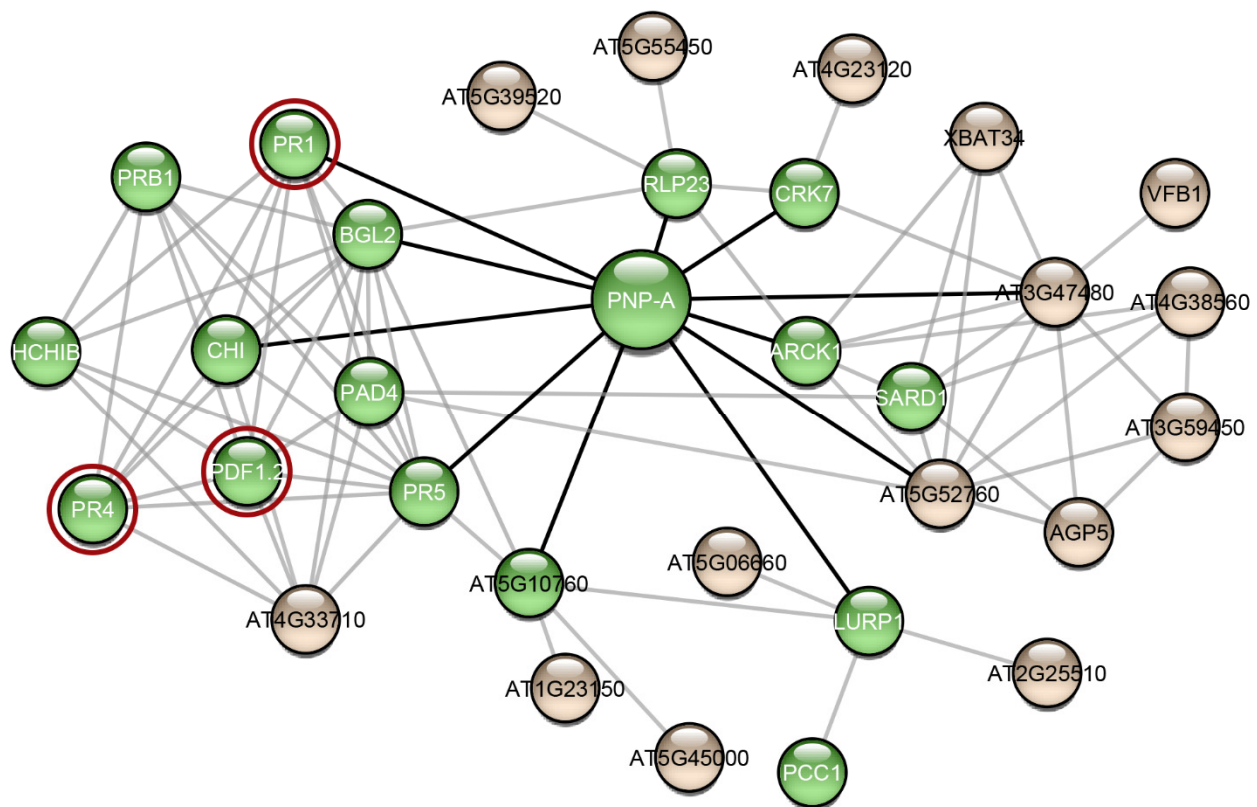 AT5G55450
AT4G23120
AT5G39520
XBAT34
PR1
PRB1
RLP23
CRK7
VFB1
BGL2
PNP-A
AT3G47480
AT4G38560
HCHIB
CHI
ARCK1
PAD4
SARD1
AT3G59450
PDF1.2
PR5
AT5G52760
PR4
AGP5
AT5G06660
AT5G10760
AT4G33710
LURP1
AT2G25510
AT1G23150
AT5G45000
PCC1